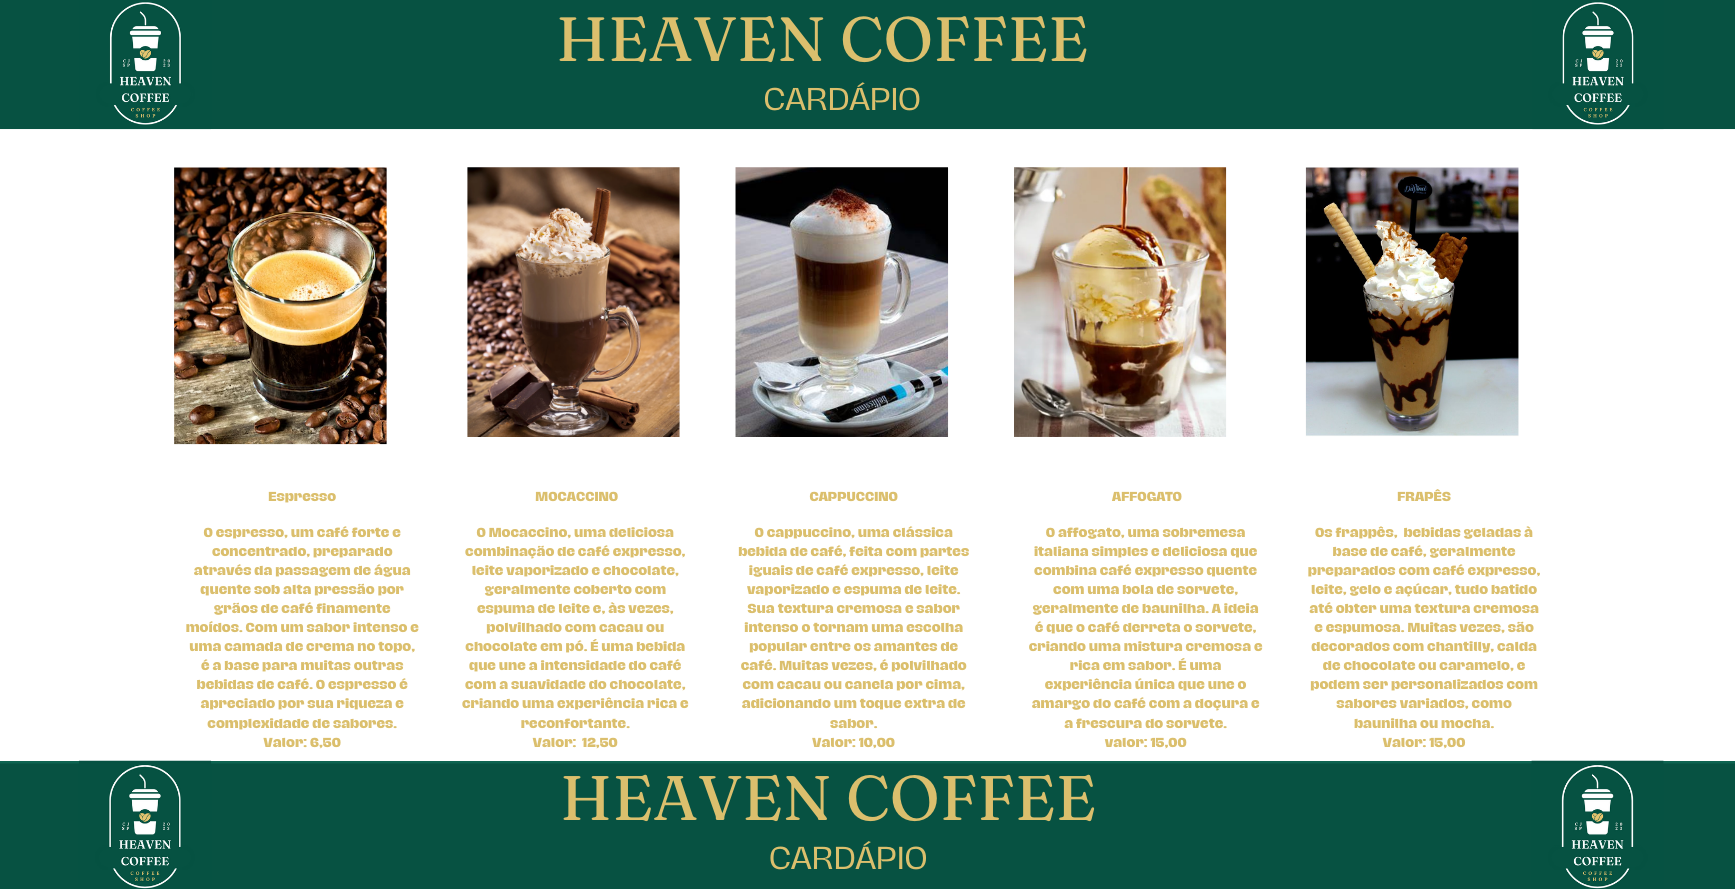 HEAVEN COFFEE
CARDÁPIO
HEAVEN
COFFEE
COFFEE
SHOP
HEAVEN
COFFEE
COFFEE
SHOP
DaVinci
bellissimo
Espresso
O espresso, um café forte e
concentrado, preparado
através da passagem de água
quente sob alta pressão por
grãos de café finamente
moídos. Com um sabor intenso e
uma camada de crema no topo,
é a base para muitas outras
bebidas de café. O espresso é
apreciado por sua riqueza e
complexidade de sabores.
Valor: 6,50
MOCACCINO
O Mocaccino, uma deliciosa
combinação de café expresso,
leite vaporizado e chocolate,
geralmente coberto com
espuma de leite e, às vezes,
polvilhado com cacau ou
chocolate em pó. É uma bebida
que une a intensidade do café
com a suavidade do chocolate,
criando uma experiência rica e
reconfortante.
Valor:  12,50
CAPPUCCINO
O cappuccino, uma clássica
bebida de café, feita com partes
iguais de café expresso, leite
vaporizado e espuma de leite.
Sua textura cremosa e sabor
intenso o tornam uma escolha
popular entre os amantes de
café. Muitas vezes, é polvilhado
com cacau ou canela por cima,
adicionando um toque extra de
sabor.
Valor: 10,00
AFFOGATO
O affogato, uma sobremesa
italiana simples e deliciosa que
combina café expresso quente
com uma bola de sorvete,
geralmente de baunilha. A ideia
é que o café derreta o sorvete,
criando uma mistura cremosa e
rica em sabor. É uma
experiência única que une o
amargo do café com a doçura e
a frescura do sorvete.
valor: 15,00
FRAPÊS
Os frappês,  bebidas geladas à
base de café, geralmente
preparados com café expresso,
leite, gelo e açúcar, tudo batido
até obter uma textura cremosa
e espumosa. Muitas vezes, são
decorados com chantilly, calda
de chocolate ou caramelo, e
podem ser personalizados com
sabores variados, como
baunilha ou mocha.
Valor: 15,00
HEAVEN COFFEE
CARDÁPIO
HEAVEN
COFFEE
COFFEE
SHOP
HEAVEN
COFFEE
COFFEE
SHOP